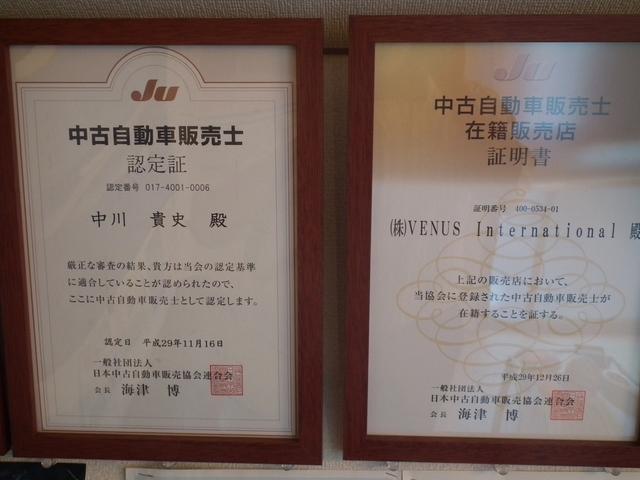 Ju
中古自動車販売士
認定証
認定番号 017-4001-0006
中川 貴史 殿
厳正な審査の結果、貴方は当会の認定基準
に適合していることが認められたので、
ここに中古自動車販売士として認定します。
認定日 平成29年11月16日
一般社団法人
日本中古自動車販売協会連合会
会長 海津 博
Ju
中古自動車販売士
在籍販売店
証明書
証明番号 400-0534-01
(株)VENUS International 殿
上記の販売店において、
当協会に登録された中古自動車販売士が
在籍することを証する。
平成29年12月26日
一般社団法人
日本中古自動車販売協会連合会
会長 海津 博